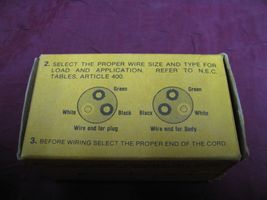 2. SELECT THE PROPER WIRE SIZE AND TYPE FOR
LOAD AND APPLICATION. REFER TO N.E.C.
TABLES, ARTICLE 400.
Green Green
White Black Black White
Wire end for plug Wire end for Body
3. BEFORE WIRING SELECT THE PROPER END OF THE CORD